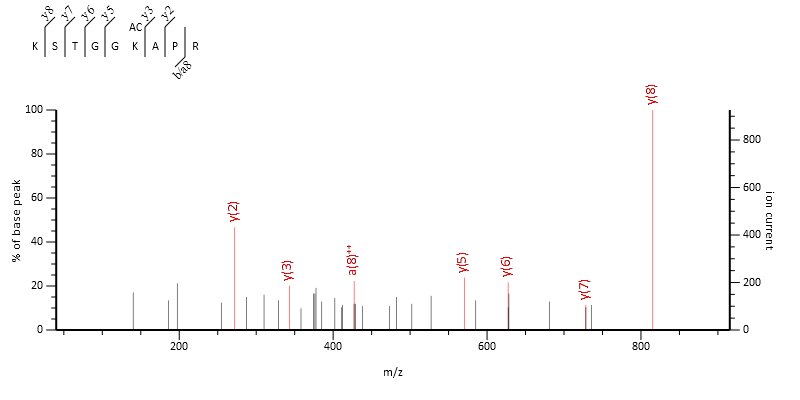 y8 y7 y6 y5 y3 y2
AC
K S T G G K A P R
b/a8
y(8)
y(2)
y(3)
a(8)++
y(5)
y(6)
y(7)
100
80
60
40
20
0
% of base peak
800
600
400
200
0
ion current
200 400 600 800
m/z